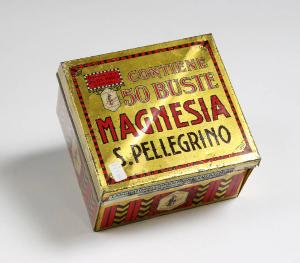 CONTIENE
50 BUSTE
MAGNESIA
S. PELLEGRINO